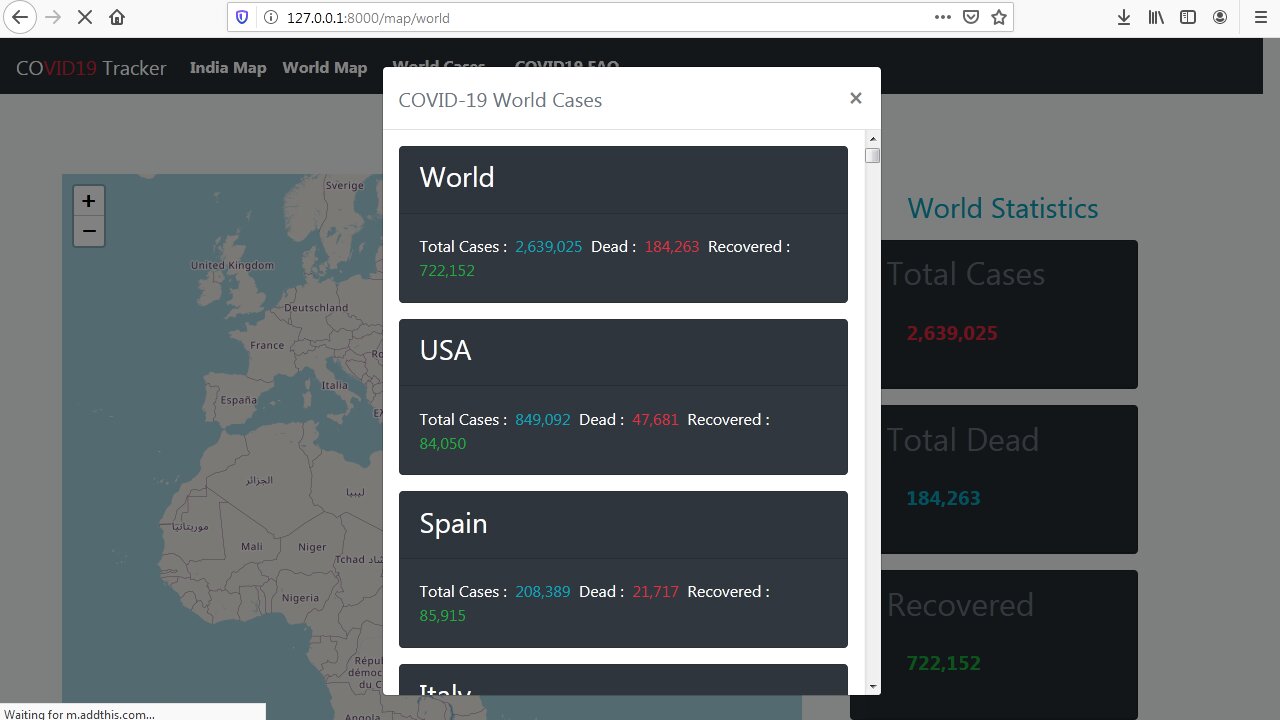 127.0.0.1:8000/map/world
COVID19 Tracker India Map World Map World Cases COVID19 FAQ
COVID-19 World Cases ×
World
Total Cases : 2,639,025 Dead : 184,263 Recovered :
722,152
USA
Total Cases : 849,092 Dead : 47,681 Recovered :
84,050
Spain
Total Cases : 208,389 Dead : 21,717 Recovered :
85,915
Italy
+
−
Sverige
United Kingdom
Deutschland
France
Italia
España
الجزائر
ليبيا
موريتانيا
Mali
Niger
Tchad تشاد
Nigeria
Répu
démoc
du C
Angola
World Statistics
Total Cases
2,639,025
Total Dead
184,263
Recovered
722,152
Waiting for m.addthis.com...